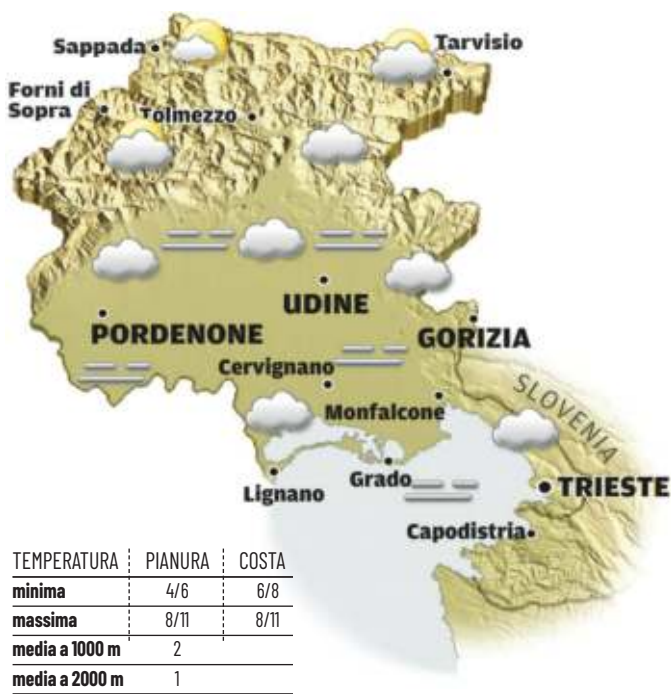 Sappada
Tarvisio
Forni di
Sopra
Tolmezzo
UDINE
PORDENONE
GORIZIA
Cervignano
SLOVENIA
Monfalcone
Grado
Lignano
TRIESTE
Capodistria
TEMPERATURA PIANURA COSTA
minima 4/6 6/8
massima 8/11 8/11
media a 1000 m 2
media a 2000 m 1